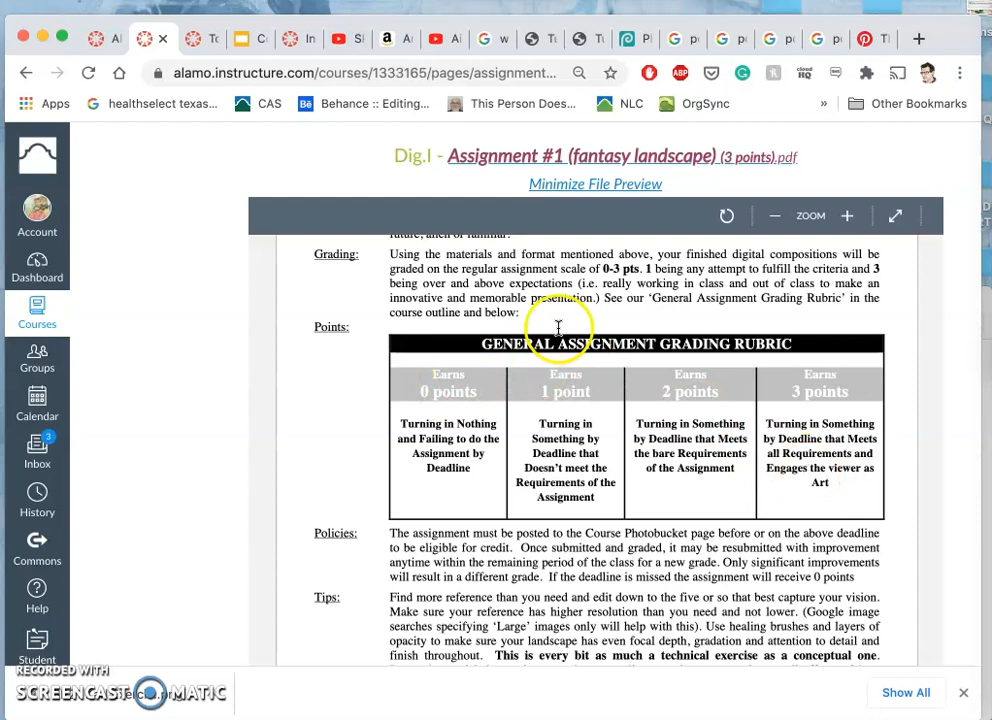 Al
To
C
In
S
A
Ai
w
Tu
Tu
Pl
p
p
p
p
Tl
alamo.instructure.com/courses/1333165/pages/assignment...
ABP
HQ
Apps
healthselect texas...
CAS
Bē Behance :: Editing...
This Person Does...
NLC
OrgSync
»
Other Bookmarks
Dig.I - Assignment #1 (fantasy landscape) (3 points).pdf
Minimize File Preview
ZOOM
Account
Dashboard
Courses
Groups
Calendar
3
Inbox
History
Commons
Help
Student
future, alien or familiar.
Grading: Using the materials and format mentioned above, your finished digital compositions will be
graded on the regular assignment scale of 0-3 pts. 1 being any attempt to fulfill the criteria and 3
being over and above expectations (i.e. really working in class and out of class to make an
innovative and memorable presentation.) See our 'General Assignment Grading Rubric' in the
course outline and below:
Points:
GENERAL ASSIGNMENT GRADING RUBRIC
Earns
0 points
Turning in Nothing
and Failing to do the
Assignment by
Deadline
Earns
1 point
Turning in
Something by
Deadline that
Doesn't meet the
Requirements of the
Assignment
Earns
2 points
Turning in Something
by Deadline that Meets
the bare Requirements
of the Assignment
Earns
3 points
Turning in Something
by Deadline that Meets
all Requirements and
Engages the viewer as
Art
Policies: The assignment must be posted to the Course Photobucket page before or on the above deadline
to be eligible for credit. Once submitted and graded, it may be resubmitted with improvement
anytime within the remaining period of the class for a new grade. Only significant improvements
will result in a different grade. If the deadline is missed the assignment will receive 0 points
Tips: Find more reference than you need and edit down to the five or so that best capture your vision.
Make sure your reference has higher resolution than you need and not lower. (Google image
searches specifying 'Large' images only will help with this). Use healing brushes and layers of
opacity to make sure your landscape has even focal depth, gradation and attention to detail and
finish throughout. This is every bit as much a technical exercise as a conceptual one.
RECORDED WITH
SCREENCAST MATIC
Show All